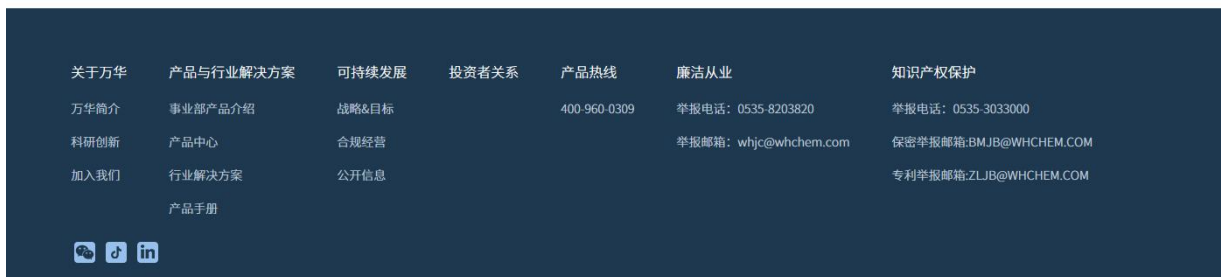 关于万华
万华简介
科研创新
加入我们
产品与行业解决方案
事业部产品介绍
产品中心
行业解决方案
产品手册
可持续发展
战略&目标
合规经营
公开信息
投资者关系
产品热线
400-960-0309
廉洁从业
举报电话：0535-8203820
举报邮箱：whjc@whchem.com
知识产权保护
举报电话：0535-3033000
保密举报邮箱:BMJB@WHCHEM.COM
专利举报邮箱:ZLJB@WHCHEM.COM
in